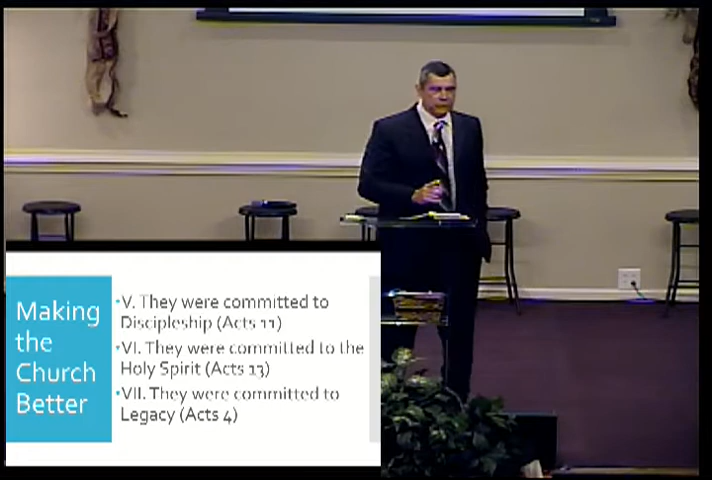 Making
the
Church
Better
•V. They were committed to
Discipleship (Acts 11)
•VI. They were committed to the
Holy Spirit (Acts 13)
•VII. They were committed to
Legacy (Acts 4)